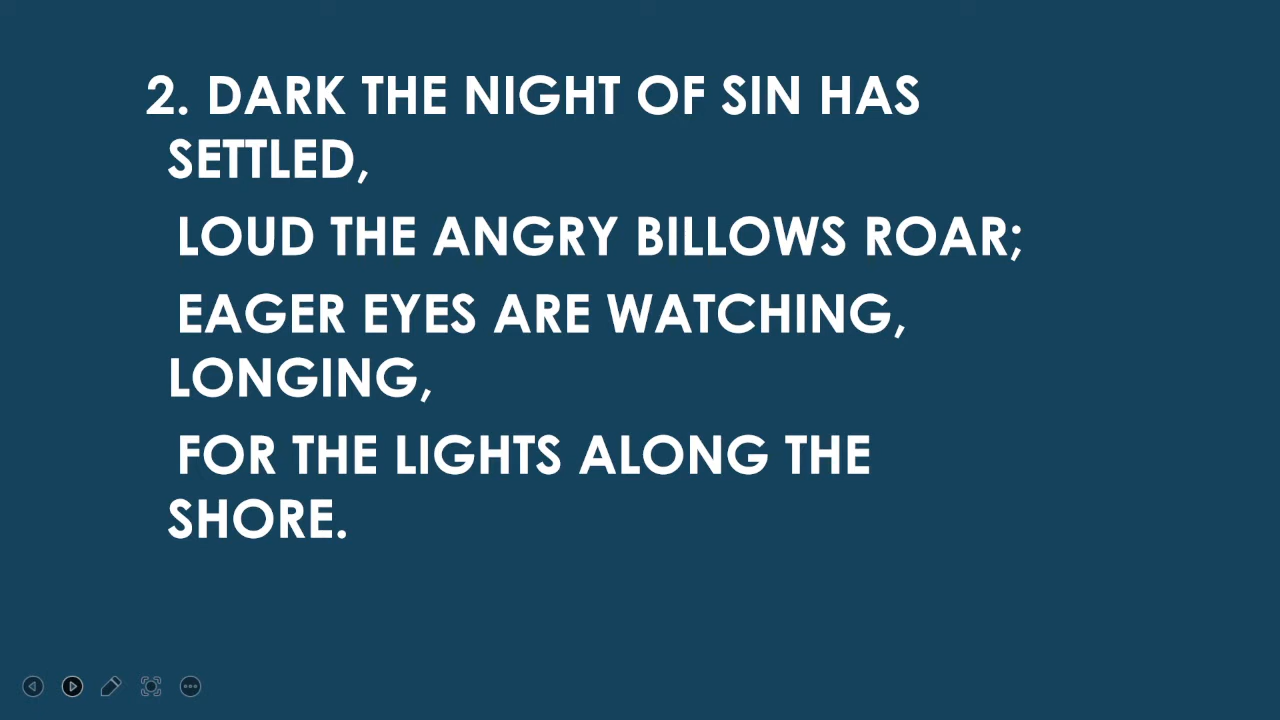 2. DARK THE NIGHT OF SIN HAS
SETTLED,
LOUD THE ANGRY BILLOWS ROAR;
EAGER EYES ARE WATCHING,
LONGING,
FOR THE LIGHTS ALONG THE
SHORE.